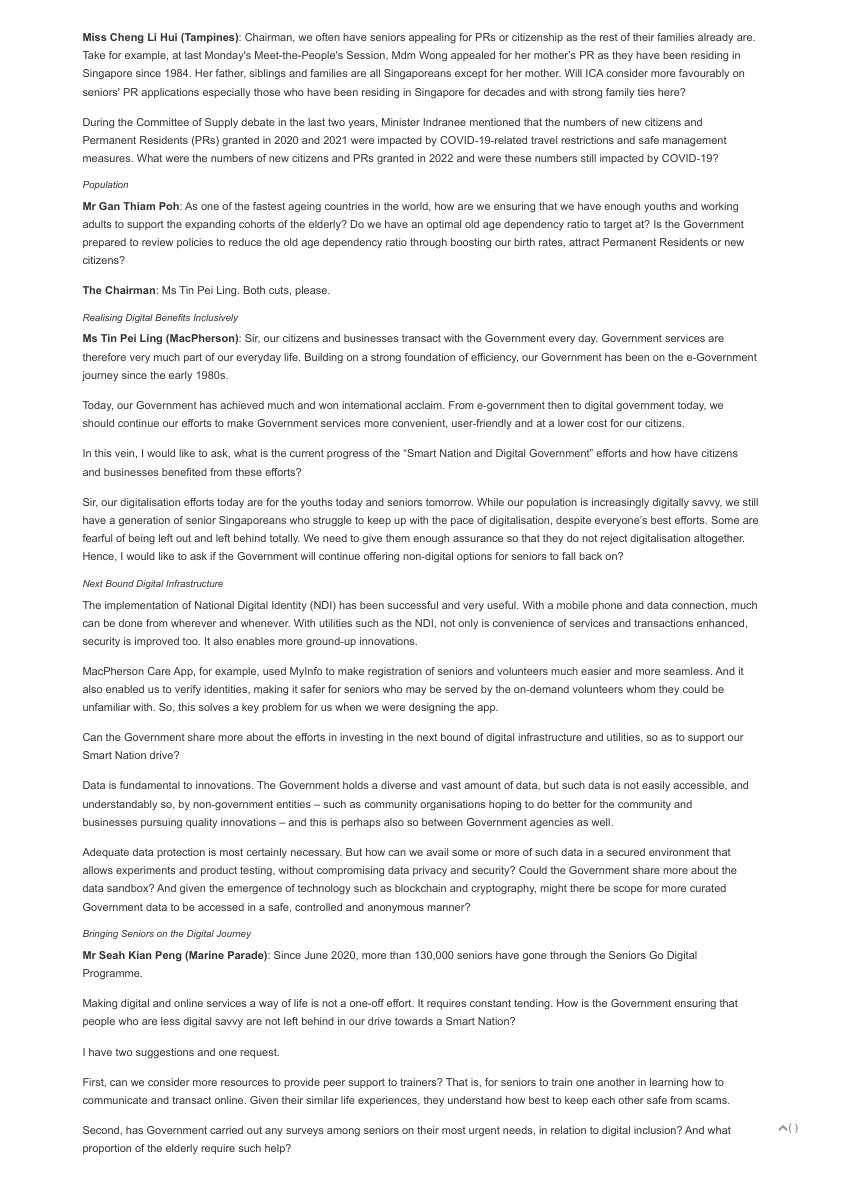 Miss Cheng Li Hui (Tampines): Chairman, we often have seniors appealing for PRs or citizenship as the rest of their families already are.
Take for example, at last Monday's Meet-the-People's Session, Mdm Wong appealed for her mother's PR as they have been residing in
Singapore since 1984. Her father, siblings and families are all Singaporeans except for her mother. Will ICA consider more favourably on
seniors' PR applications especially those who have been residing in Singapore for decades and with strong family ties here?
During the Committee of Supply debate in the last two years, Minister Indranee mentioned that the numbers of new citizens and
Permanent Residents (PRs) granted in 2020 and 2021 were impacted by COVID-19-related travel restrictions and safe management
measures. What were the numbers of new citizens and PRs granted in 2022 and were these numbers still impacted by COVID-19?
Population
Mr Gan Thiam Poh: As one of the fastest ageing countries in the world, how are we ensuring that we have enough youths and working
adults to support the expanding cohorts of the elderly? Do we have an optimal old age dependency ratio to target at? Is the Government
prepared to review policies to reduce the old age dependency ratio through boosting our birth rates, attract Permanent Residents or new
citizens?
The Chairman: Ms Tin Pei Ling. Both cuts, please.
Realising Digital Benefits Inclusively
Ms Tin Pei Ling (MacPherson): Sir, our citizens and businesses transact with the Government every day. Government services are
therefore very much part of our everyday life. Building on a strong foundation of efficiency, our Government has been on the e-Government
journey since the early 1980s.
Today, our Government has achieved much and won international acclaim. From e-government then to digital government today, we
should continue our efforts to make Government services more convenient, user-friendly and at a lower cost for our citizens.
In this vein, I would like to ask, what is the current progress of the “Smart Nation and Digital Government” efforts and how have citizens
and businesses benefited from these efforts?
Sir, our digitalisation efforts today are for the youths today and seniors tomorrow. While our population is increasingly digitally savvy, we still
have a generation of senior Singaporeans who struggle to keep up with the pace of digitalisation, despite everyone's best efforts. Some are
fearful of being left out and left behind totally. We need to give them enough assurance so that they do not reject digitalisation altogether.
Hence, I would like to ask if the Government will continue offering non-digital options for seniors to fall back on?
Next Bound Digital Infrastructure
The implementation of National Digital Identity (NDI) has been successful and very useful. With a mobile phone and data connection, much
can be done from wherever and whenever. With utilities such as the NDI, not only is convenience of services and transactions enhanced,
security is improved too. It also enables more ground-up innovations.
MacPherson Care App, for example, used MyInfo to make registration of seniors and volunteers much easier and more seamless. And it
also enabled us to verify identities, making it safer for seniors who may be served by the on-demand volunteers whom they could be
unfamiliar with. So, this solves a key problem for us when we were designing the app.
Can the Government share more about the efforts in investing in the next bound of digital infrastructure and utilities, so as to support our
Smart Nation drive?
Data is fundamental to innovations. The Government holds a diverse and vast amount of data, but such data is not easily accessible, and
understandably so, by non-government entities – such as community organisations hoping to do better for the community and
businesses pursuing quality innovations – and this is perhaps also so between Government agencies as well.
Adequate data protection is most certainly necessary. But how can we avail some or more of such data in a secured environment that
allows experiments and product testing, without compromising data privacy and security? Could the Government share more about the
data sandbox? And given the emergence of technology such as blockchain and cryptography, might there be scope for more curated
Government data to be accessed in a safe, controlled and anonymous manner?
Bringing Seniors on the Digital Journey
Mr Seah Kian Peng (Marine Parade): Since June 2020, more than 130,000 seniors have gone through the Seniors Go Digital
Programme.
Making digital and online services a way of life is not a one-off effort. It requires constant tending. How is the Government ensuring that
people who are less digital savvy are not left behind in our drive towards a Smart Nation?
I have two suggestions and one request.
First, can we consider more resources to provide peer support to trainers? That is, for seniors to train one another in learning how to
communicate and transact online. Given their similar life experiences, they understand how best to keep each other safe from scams.
Second, has Government carried out any surveys among seniors on their most urgent needs, in relation to digital inclusion? And what
proportion of the elderly require such help?
( )